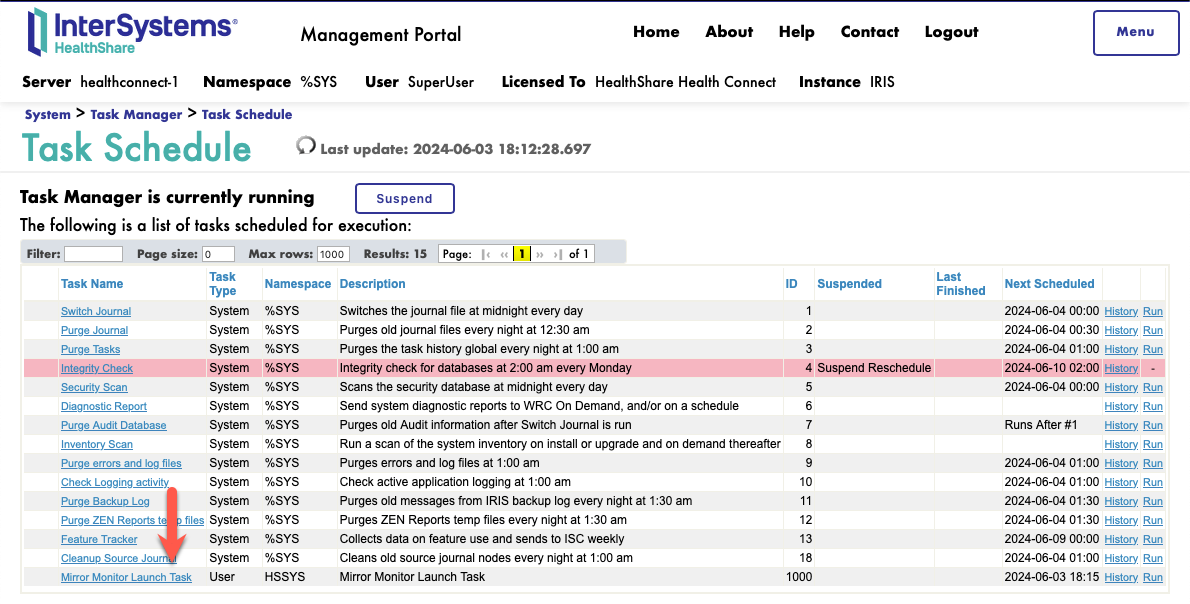 InterSystems®
HealthShare
Management Portal
Home About Help Contact Logout
Menu
Server healthconnect-1 Namespace %SYS User SuperUser Licensed To HealthShare Health Connect Instance IRIS
System > Task Manager > Task Schedule
Task Schedule
Last update: 2024-06-03 18:12:28.697
Task Manager is currently running
Suspend
The following is a list of tasks scheduled for execution:
Filter: Page size: 0 Max rows: 1000 Results: 15 Page: |‹ ‹‹ 1 ›› ›| of 1
Task Name Task Type Namespace Description ID Suspended Last Finished Next Scheduled
Switch Journal System %SYS Switches the journal file at midnight every day 1 2024-06-04 00:00 History Run
Purge Journal System %SYS Purges old journal files every night at 12:30 am 2 2024-06-04 00:30 History Run
Purge Tasks System %SYS Purges the task history global every night at 1:00 am 3 2024-06-04 01:00 History Run
Integrity Check System %SYS Integrity check for databases at 2:00 am every Monday 4 Suspend Reschedule 2024-06-10 02:00 History -
Security Scan System %SYS Scans the security database at midnight every day 5 2024-06-04 00:00 History Run
Diagnostic Report System %SYS Send system diagnostic reports to WRC On Demand, and/or on a schedule 6 History Run
Purge Audit Database System %SYS Purges old Audit information after Switch Journal is run 7 Runs After #1 History Run
Inventory Scan System %SYS Run a scan of the system inventory on install or upgrade and on demand thereafter 8 History Run
Purge errors and log files System %SYS Purges errors and log files at 1:00 am 9 2024-06-04 01:00 History Run
Check Logging activity System %SYS Check active application logging at 1:00 am 10 2024-06-04 01:00 History Run
Purge Backup Log System %SYS Purges old messages from IRIS backup log every night at 1:30 am 11 2024-06-04 01:30 History Run
Purge ZEN Reports temp files System %SYS Purges ZEN Reports temp files every night at 1:30 am 12 2024-06-04 01:30 History Run
Feature Tracker System %SYS Collects data on feature use and sends to ISC weekly 13 2024-06-09 00:00 History Run
Cleanup Source Journal System %SYS Cleans old source journal nodes every night at 1:00 am 18 2024-06-04 01:00 History Run
Mirror Monitor Launch Task User HSSYS Mirror Monitor Launch Task 1000 2024-06-03 18:15 History Run